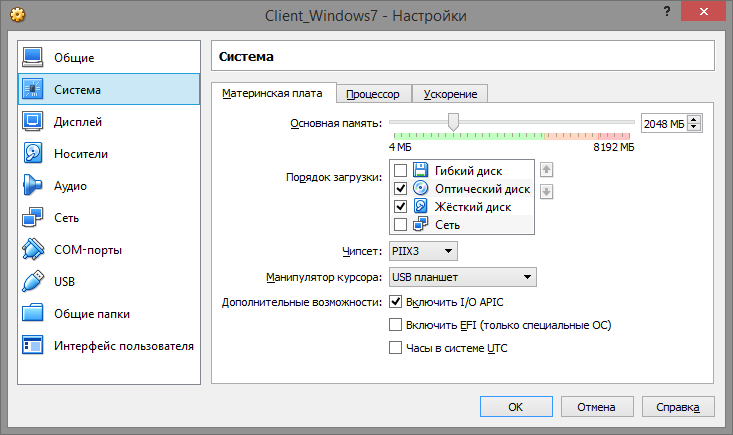 Client_Windows7 - Настройки
?
Общие
Система
Дисплей
Носители
Аудио
Сеть
COM-порты
USB
Общие папки
Интерфейс пользователя
Система
Материнская плата
Процессор
Ускорение
Основная память:
2048 МБ
4 МБ
8192 МБ
Порядок загрузки:
Гибкий диск
Оптический диск
Жёсткий диск
Сеть
Чипсет:
PIIX3
Манипулятор курсора:
USB планшет
Дополнительные возможности:
Включить I/O APIC
Включить EFI (только специальные ОС)
Часы в системе UTC
OK
Отмена
Справка